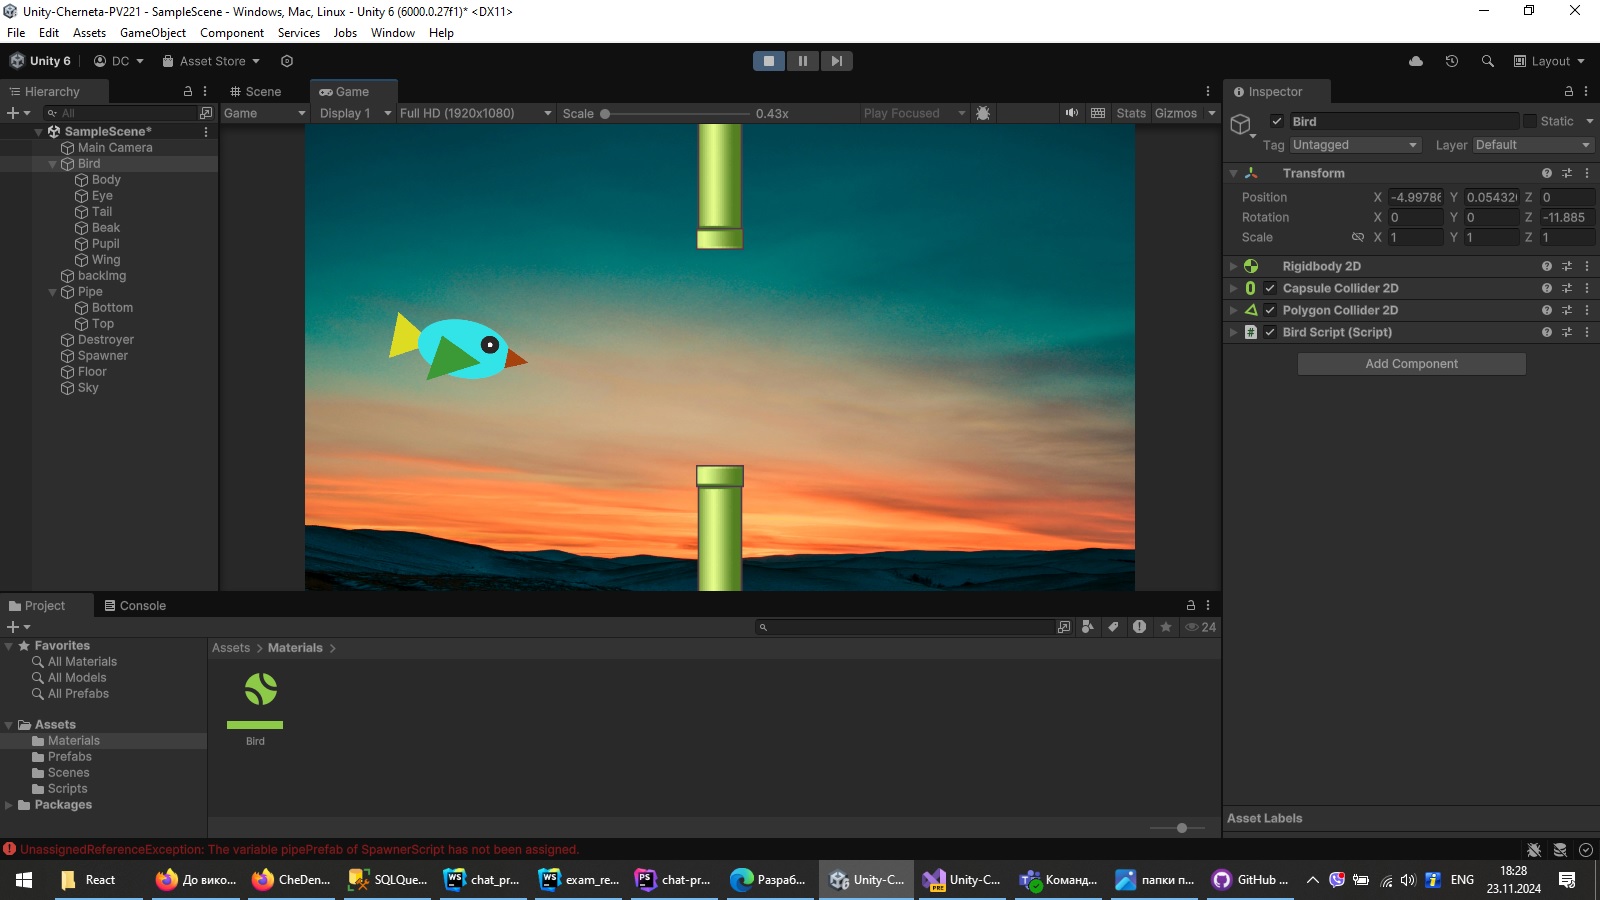 Unity-Cherneta-PV221 - SampleScene - Windows, Mac, Linux - Unity 6 (6000.0.27f1)* <DX11>
File Edit Assets GameObject Component Services Jobs Window Help
Unity 6 DC Asset Store Layout
Hierarchy
All
SampleScene*
Main Camera
Bird
Body
Eye
Tail
Beak
Pupil
Wing
backImg
Pipe
Bottom
Top
Destroyer
Spawner
Floor
Sky
Scene Game
Game Display 1 Full HD (1920x1080) Scale 0.43x Play Focused Stats Gizmos
Inspector
Bird Static
Tag Untagged Layer Default
Transform
Position X -4.99786 Y 0.05432 Z 0
Rotation X 0 Y 0 Z -11.885
Scale X 1 Y 1 Z 1
Rigidbody 2D
Capsule Collider 2D
Polygon Collider 2D
# Bird Script (Script)
Add Component
Asset Labels
Project Console
24
Favorites
All Materials
All Models
All Prefabs
Assets
Materials
Prefabs
Scenes
Scripts
Packages
Assets > Materials >
Bird
UnassignedReferenceException: The variable pipePrefab of SpawnerScript has not been assigned.
React До вико... CheDen... SQLQue... WS chat_pr... WS exam_re... PS chat-pr... Разраб... Unity-C... PRE Unity-C... Команд... папки п... GitHub ... ENG 18:28
23.11.2024